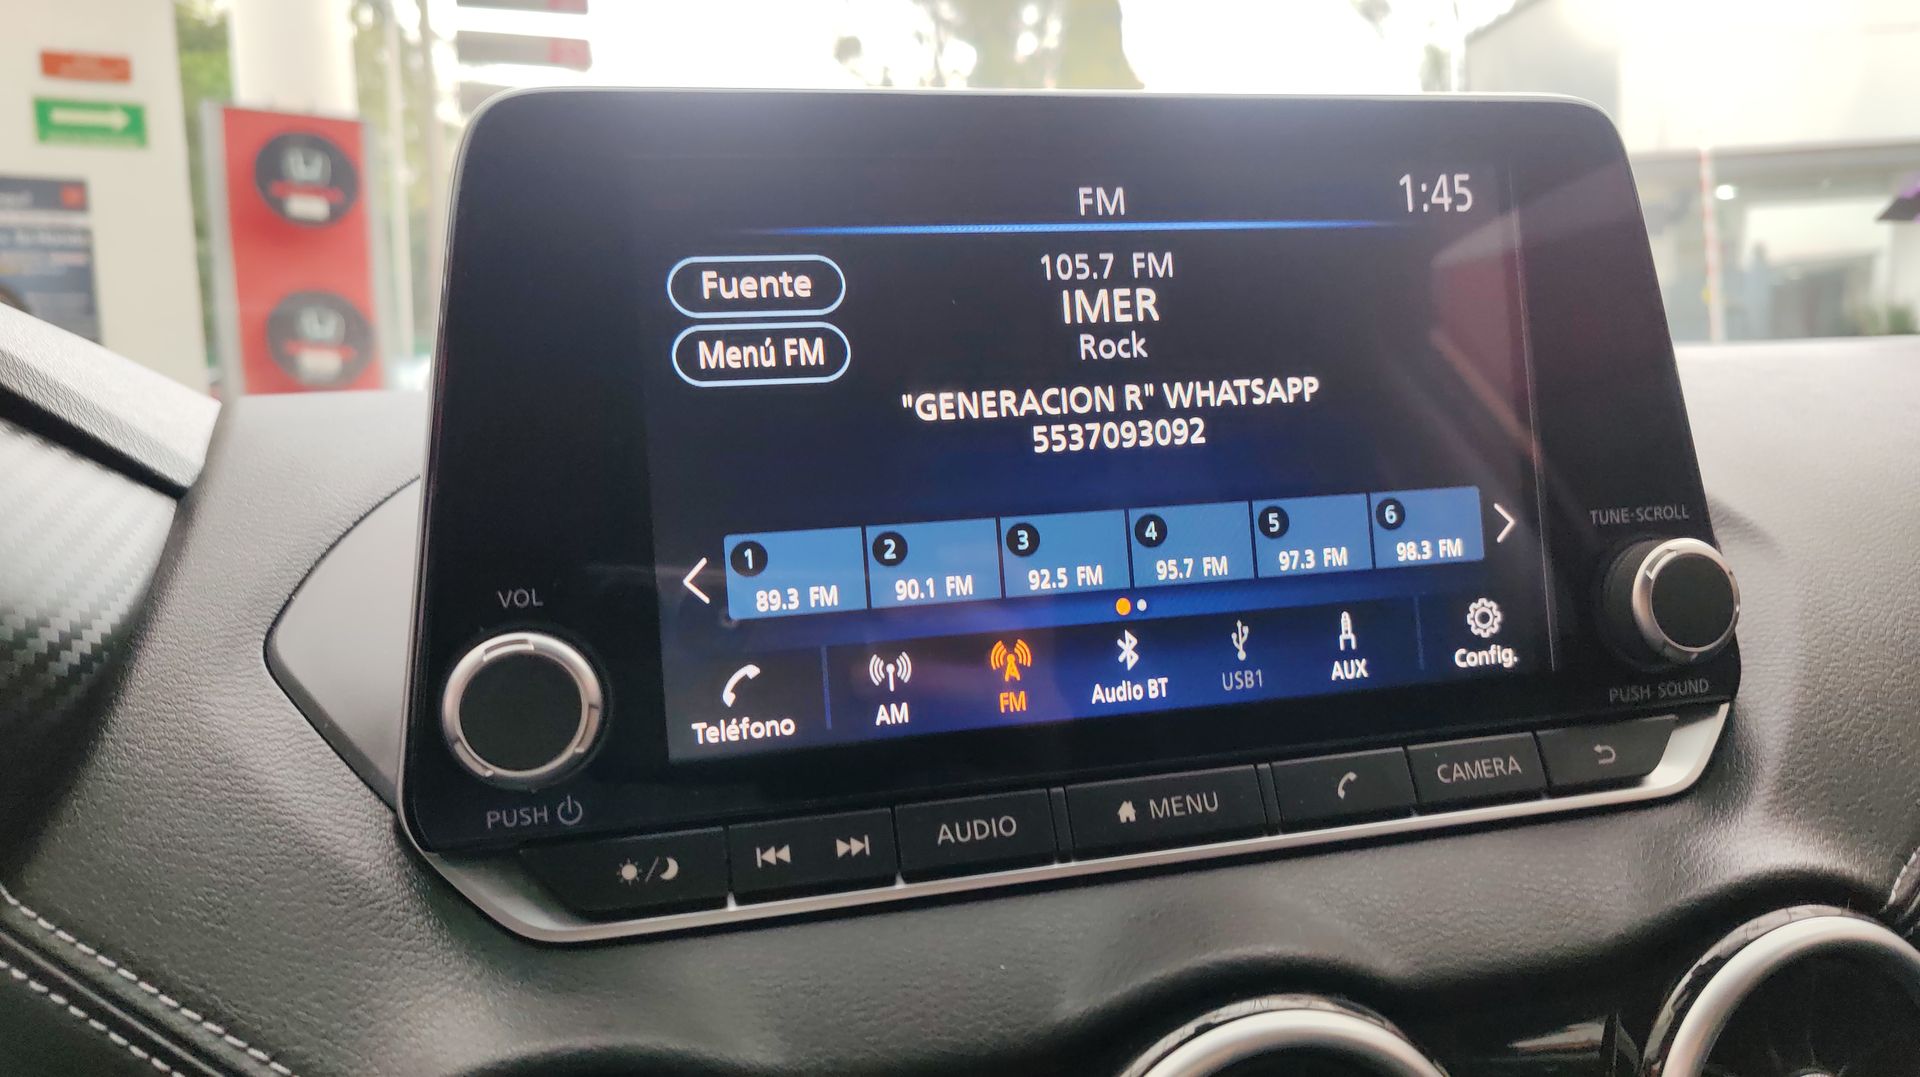 FM
1:45
Fuente
Menú FM
105.7 FM
IMER
Rock
"GENERACION R" WHATSAPP
5537093092
1 2 3 4 5 6
89.3 FM 90.1 FM 92.5 FM 95.7 FM 97.3 FM 98.3 FM
Teléfono AM FM Audio BT USB1 AUX Config.
VOL
PUSH
TUNE·SCROLL
PUSH SOUND
AUDIO MENU CAMERA